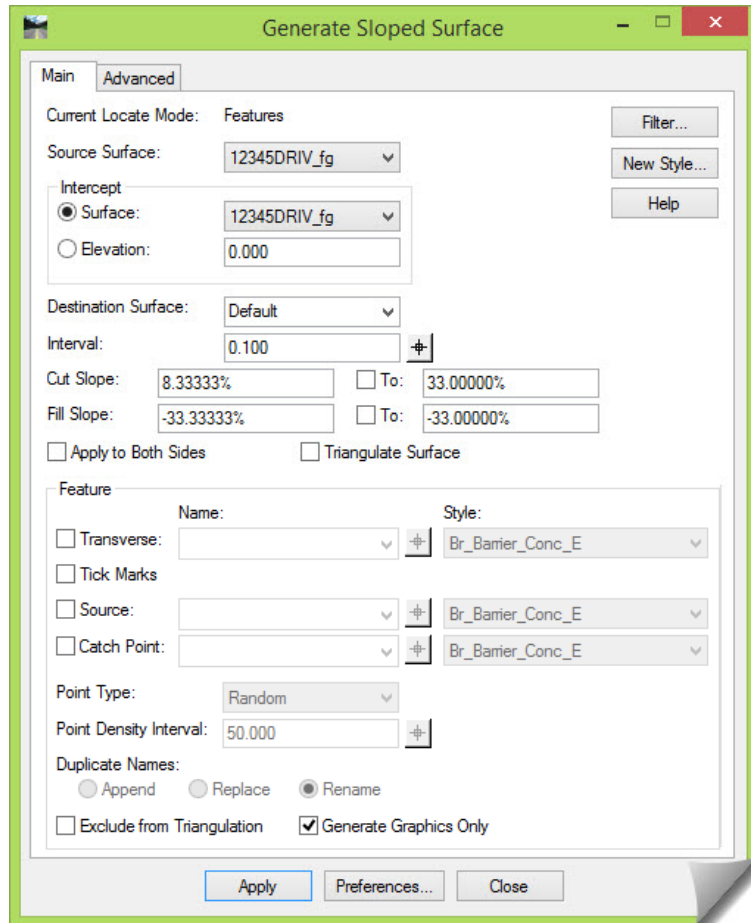 Generate Sloped Surface
Main Advanced
Current Locate Mode: Features Filter...
Source Surface: 12345DRIV_fg New Style...
Intercept Help
Surface: 12345DRIV_fg
Elevation: 0.000
Destination Surface: Default
Interval: 0.100
Cut Slope: 8.33333% To: 33.00000%
Fill Slope: -33.33333% To: -33.00000%
Apply to Both Sides Triangulate Surface
Feature
Name: Style:
Transverse: Br_Barrier_Conc_E
Tick Marks
Source: Br_Barrier_Conc_E
Catch Point: Br_Barrier_Conc_E
Point Type: Random
Point Density Interval: 50.000
Duplicate Names:
Append Replace Rename
Exclude from Triangulation Generate Graphics Only
Apply Preferences... Close